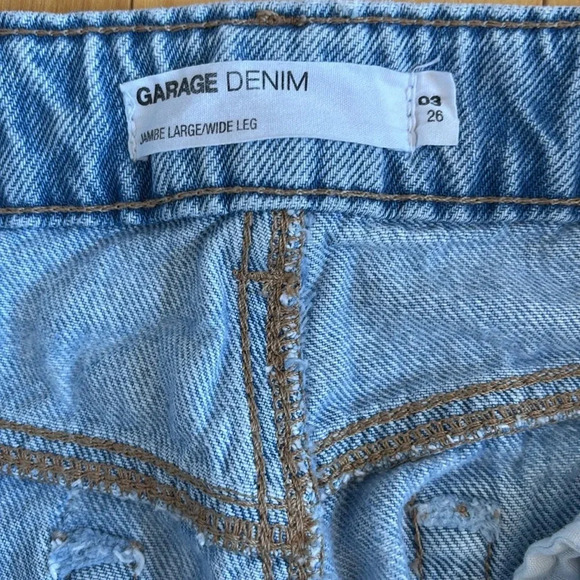 GARAGE DENIM
JAMBE LARGE/WIDE LEG
03
26